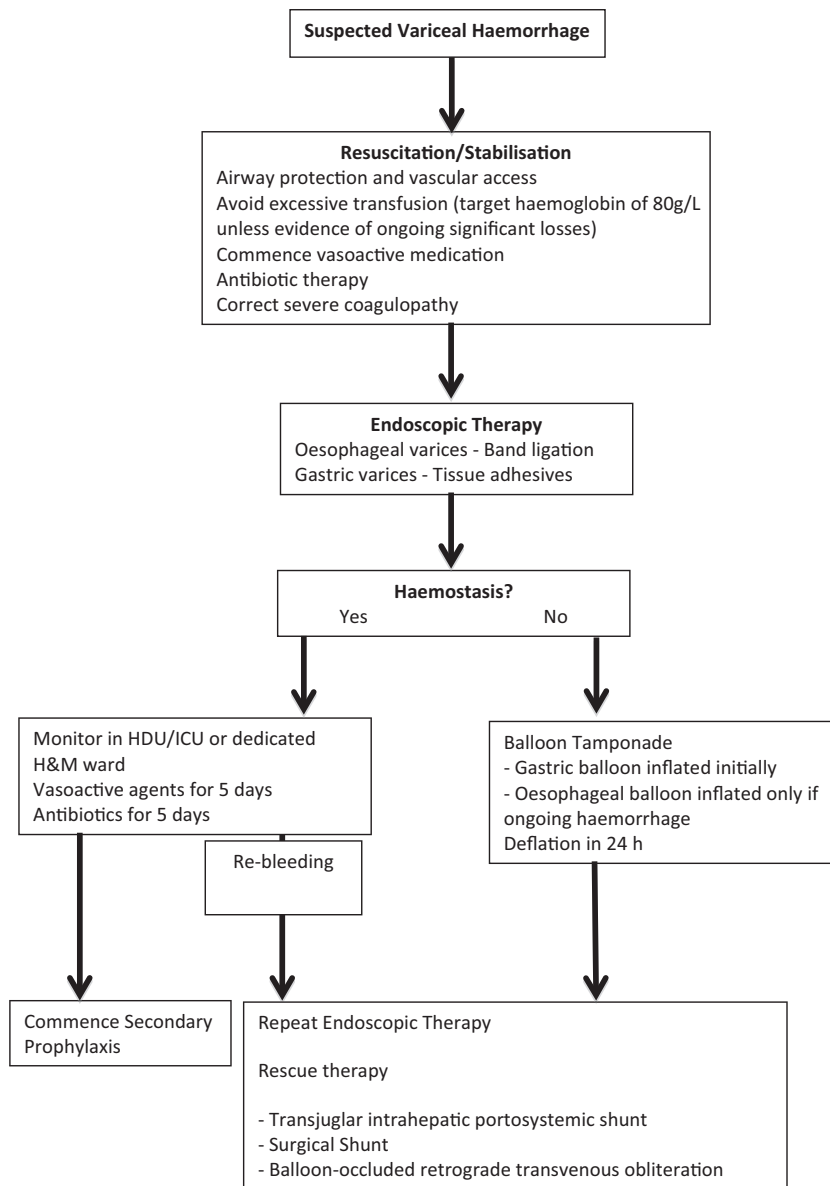 Suspected Variceal Haemorrhage
Resuscitation/Stabilisation
Airway protection and vascular access
Avoid excessive transfusion (target haemoglobin of 80g/L
unless evidence of ongoing significant losses)
Commence vasoactive medication
Antibiotic therapy
Correct severe coagulopathy
Endoscopic Therapy
Oesophageal varices - Band ligation
Gastric varices - Tissue adhesives
Haemostasis?
Yes No
Monitor in HDU/ICU or dedicated
H&M ward
Vasoactive agents for 5 days
Antibiotics for 5 days
Balloon Tamponade
- Gastric balloon inflated initially
- Oesophageal balloon inflated only if
ongoing haemorrhage
Deflation in 24 h
Re-bleeding
Commence Secondary
Prophylaxis
Repeat Endoscopic Therapy
Rescue therapy
- Transjuglar intrahepatic portosystemic shunt
- Surgical Shunt
- Balloon-occluded retrograde transvenous obliteration